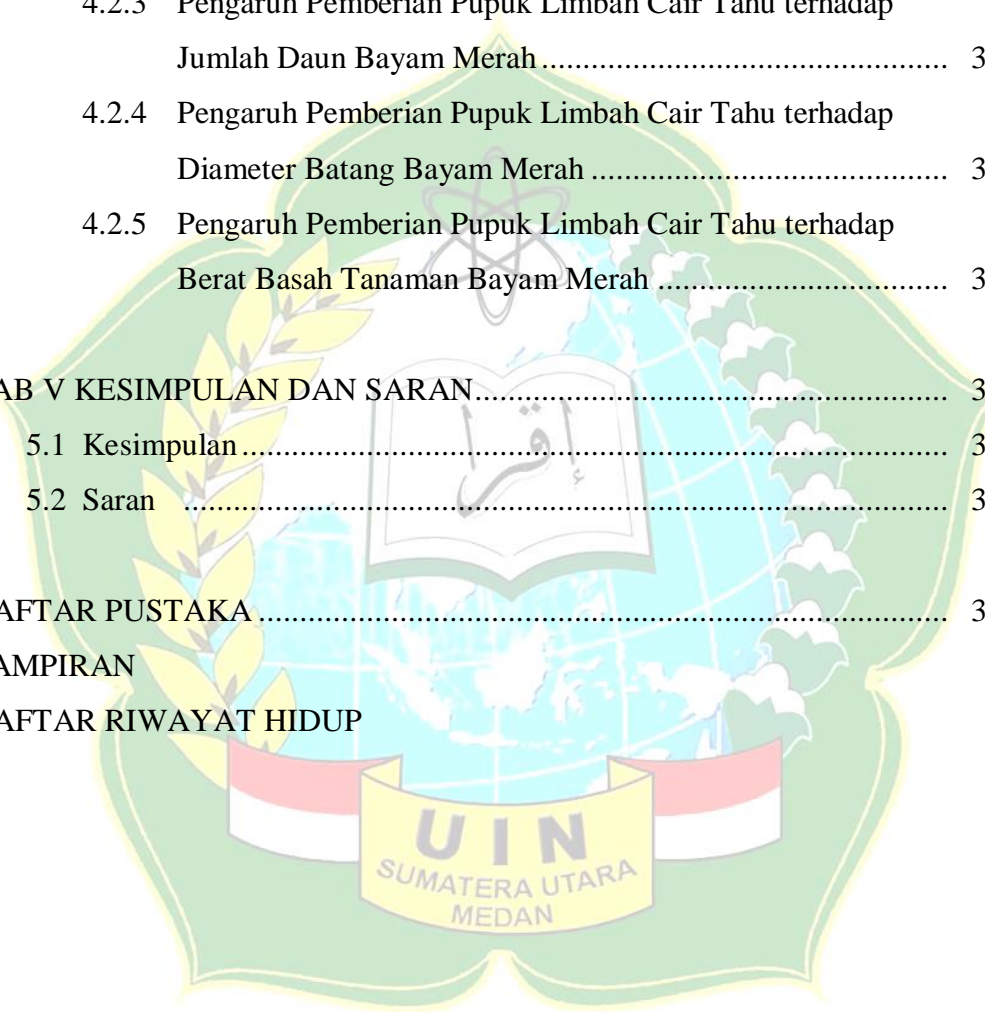 4.2.3 Pengaruh Pemberian Pupuk Limbah Cair Tahu terhadap
Jumlah Daun Bayam Merah ................................................. 3
4.2.4 Pengaruh Pemberian Pupuk Limbah Cair Tahu terhadap
Diameter Batang Bayam Merah ........................................... 3
4.2.5 Pengaruh Pemberian Pupuk Limbah Cair Tahu terhadap
Berat Basah Tanaman Bayam Merah ................................... 3
AB V KESIMPULAN DAN SARAN ......................................................... 3
5.1 Kesimpulan ..................................................................................... 3
5.2 Saran ............................................................................................ 3
AFTAR PUSTAKA ................................................................................... 3
AMPIRAN
AFTAR RIWAYAT HIDUP
إقرأ
UIN
SUMATERA UTARA
MEDAN